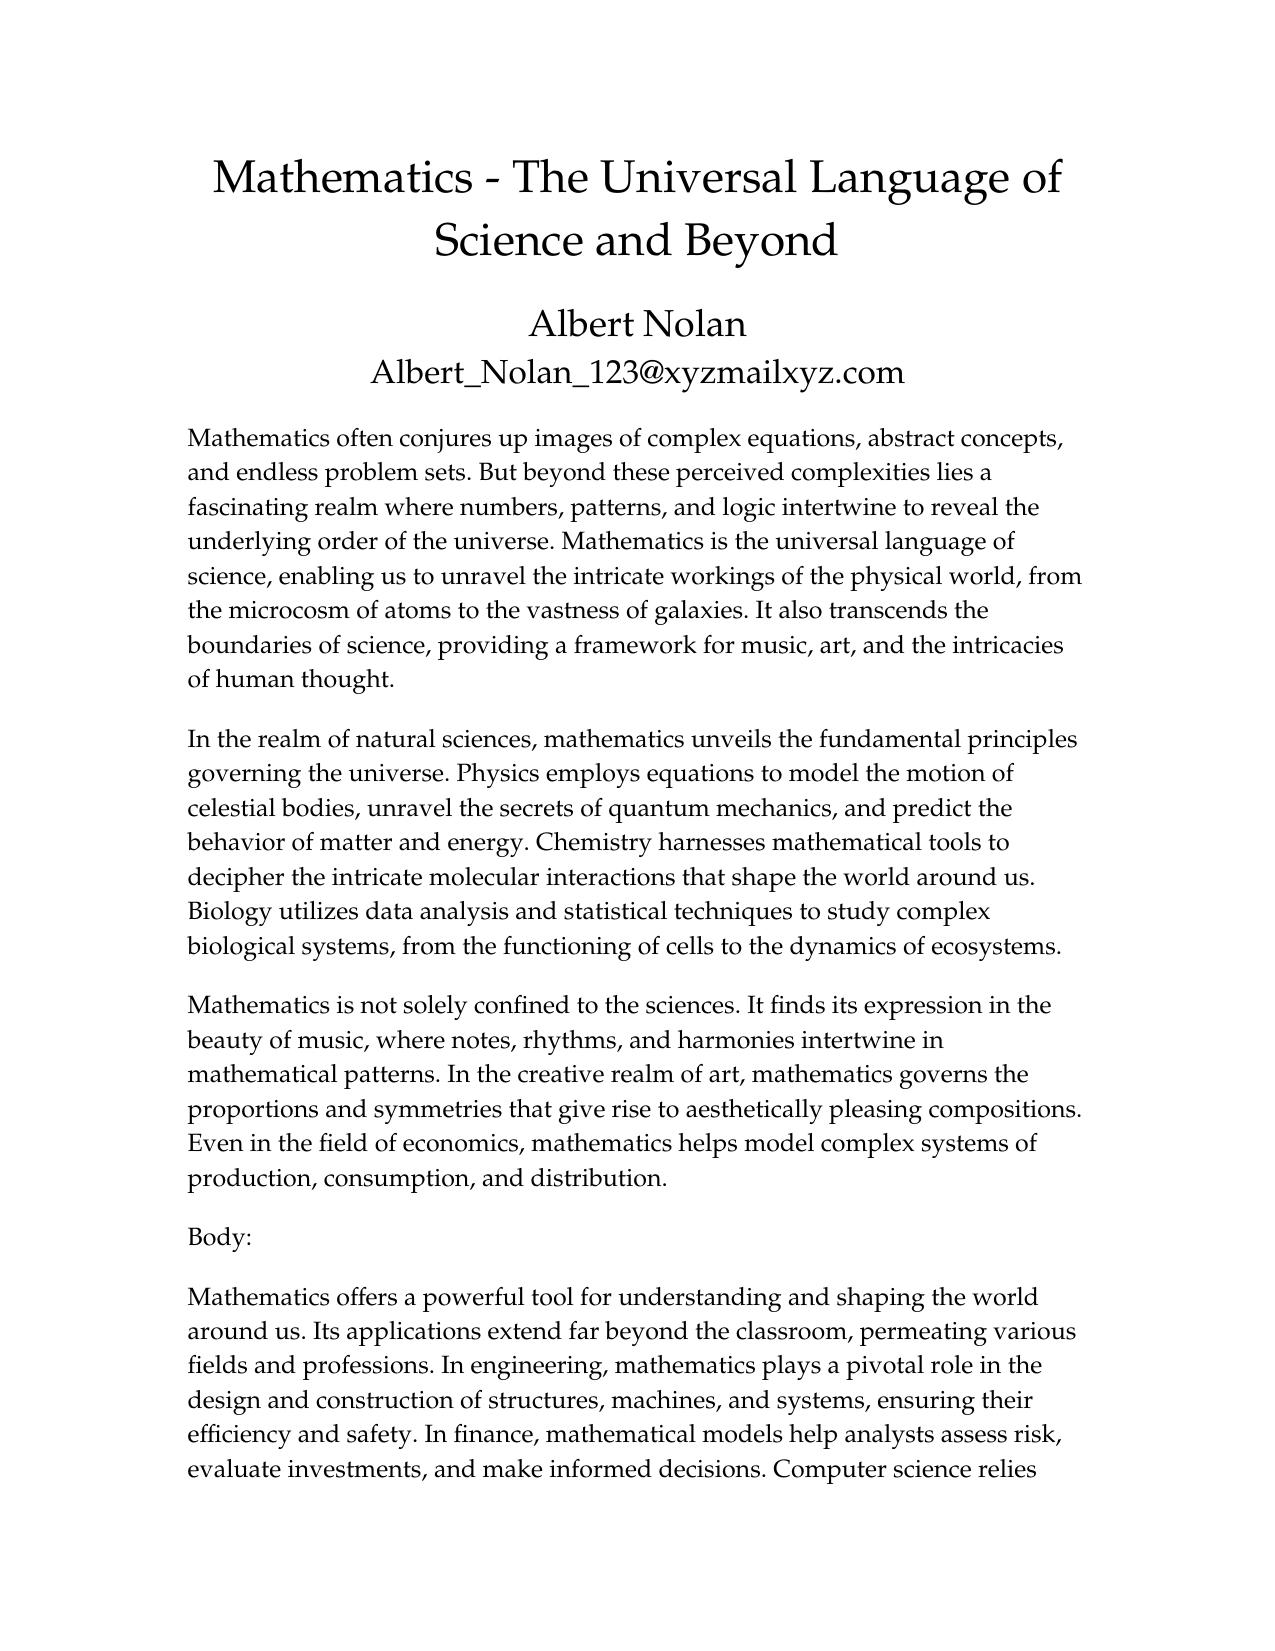 Mathematics - The Universal Language of
Science and Beyond
Albert Nolan
Albert_Nolan_123@xyzmailxyz.com
Mathematics often conjures up images of complex equations, abstract concepts,
and endless problem sets. But beyond these perceived complexities lies a
fascinating realm where numbers, patterns, and logic intertwine to reveal the
underlying order of the universe. Mathematics is the universal language of
science, enabling us to unravel the intricate workings of the physical world, from
the microcosm of atoms to the vastness of galaxies. It also transcends the
boundaries of science, providing a framework for music, art, and the intricacies
of human thought.
In the realm of natural sciences, mathematics unveils the fundamental principles
governing the universe. Physics employs equations to model the motion of
celestial bodies, unravel the secrets of quantum mechanics, and predict the
behavior of matter and energy. Chemistry harnesses mathematical tools to
decipher the intricate molecular interactions that shape the world around us.
Biology utilizes data analysis and statistical techniques to study complex
biological systems, from the functioning of cells to the dynamics of ecosystems.
Mathematics is not solely confined to the sciences. It finds its expression in the
beauty of music, where notes, rhythms, and harmonies intertwine in
mathematical patterns. In the creative realm of art, mathematics governs the
proportions and symmetries that give rise to aesthetically pleasing compositions.
Even in the field of economics, mathematics helps model complex systems of
production, consumption, and distribution.
Body:
Mathematics offers a powerful tool for understanding and shaping the world
around us. Its applications extend far beyond the classroom, permeating various
fields and professions. In engineering, mathematics plays a pivotal role in the
design and construction of structures, machines, and systems, ensuring their
efficiency and safety. In finance, mathematical models help analysts assess risk,
evaluate investments, and make informed decisions. Computer science relies